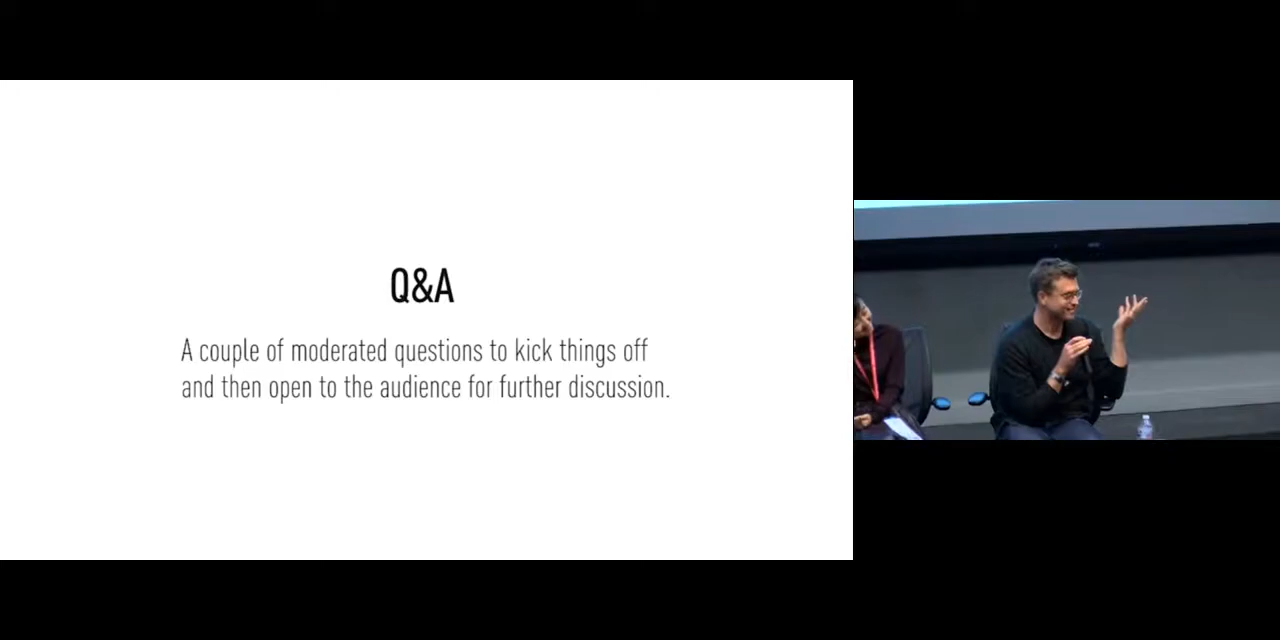 Q&A
A couple of moderated questions to kick things off
and then open to the audience for further discussion.